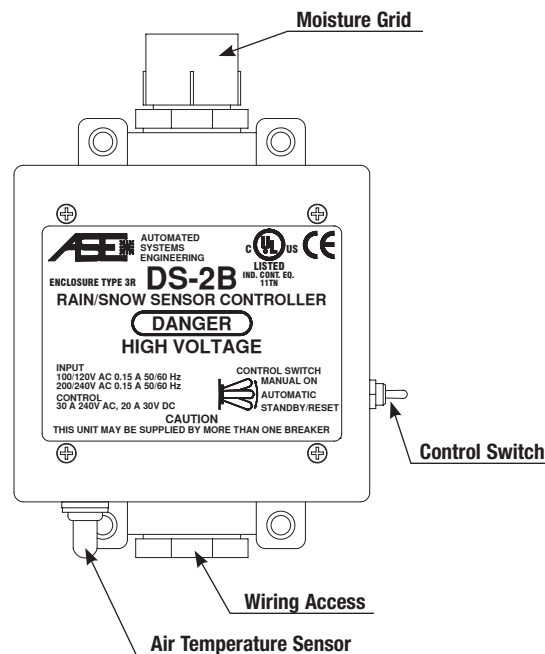 Moisture Grid
ASE
AUTOMATED
SYSTEMS
ENGINEERING
C UL US CE
LISTED
IND. CONT. EQ.
11TN
ENCLOSURE TYPE 3R
DS-2B
RAIN/SNOW SENSOR CONTROLLER
DANGER
HIGH VOLTAGE
INPUT
100/120V AC 0.15 A 50/60 Hz
200/240V AC 0.15 A 50/60 Hz
CONTROL
30 A 240V AC, 20 A 30V DC
CONTROL SWITCH
MANUAL ON
AUTOMATIC
STANDBY/RESET
CAUTION
THIS UNIT MAY BE SUPPLIED BY MORE THAN ONE BREAKER
Control Switch
Wiring Access
Air Temperature Sensor